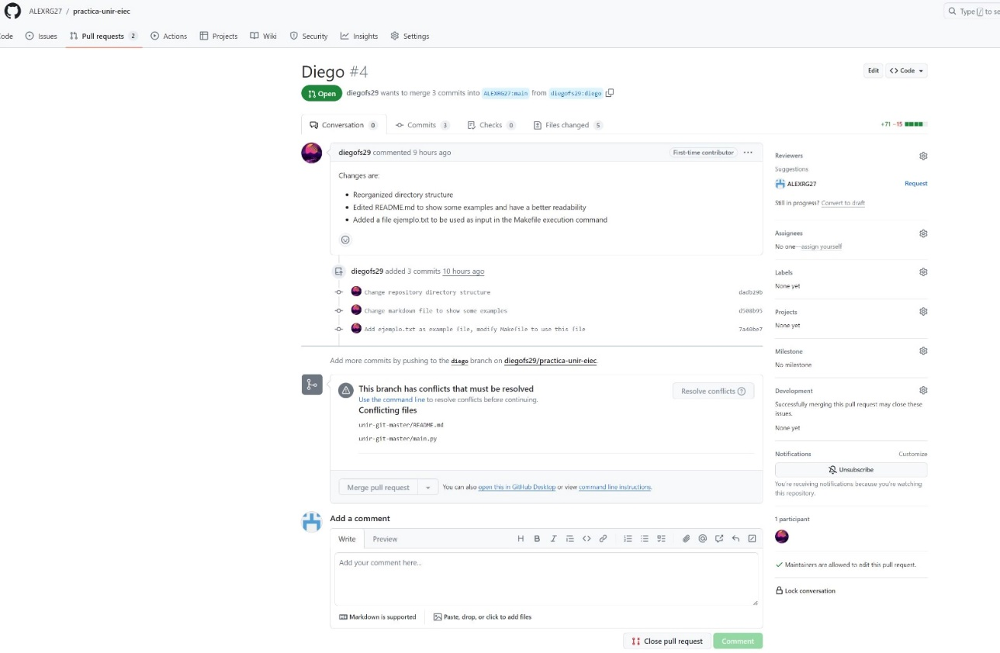 ALEXRG27 / practica-unir-eiec
Type / to se
ode Issues Pull requests 2 Actions Projects Wiki Security Insights Settings
Diego #4
Edit <> Code
Open diegofs29 wants to merge 3 commits into ALEXRG27:main from diegofs29:diego
Conversation 0 Commits 3 Checks 0 Files changed 5
+71 −15
diegofs29 commented 9 hours ago
First-time contributor ...
Changes are:
• Reorganized directory structure
• Edited README.md to show some examples and have a better readability
• Added a file ejemplo.txt to be used as input in the Makefile execution command
diegofs29 added 3 commits 10 hours ago
Change repository directory structure dadb29b
Change markdown file to show some examples d508b95
Add ejemplo.txt as example file, modify Makefile to use this file 7a40be7
Add more commits by pushing to the diego branch on diegofs29/practica-unir-eiec.
This branch has conflicts that must be resolved
Use the command line to resolve conflicts before continuing.
Resolve conflicts
Conflicting files
unir-git-master/README.md
unir-git-master/main.py
Merge pull request
You can also open this in GitHub Desktop or view command line instructions.
Add a comment
Write Preview
H B I
Add your comment here...
Markdown is supported
Paste, drop, or click to add files
Close pull request
Comment
Reviewers
Suggestions
ALEXRG27 Request
Still in progress? Convert to draft
Assignees
No one—assign yourself
Labels
None yet
Projects
None yet
Milestone
No milestone
Development
Successfully merging this pull request may close these
issues.
None yet
Notifications Customize
Unsubscribe
You're receiving notifications because you're watching
this repository.
1 participant
Maintainers are allowed to edit this pull request.
Lock conversation